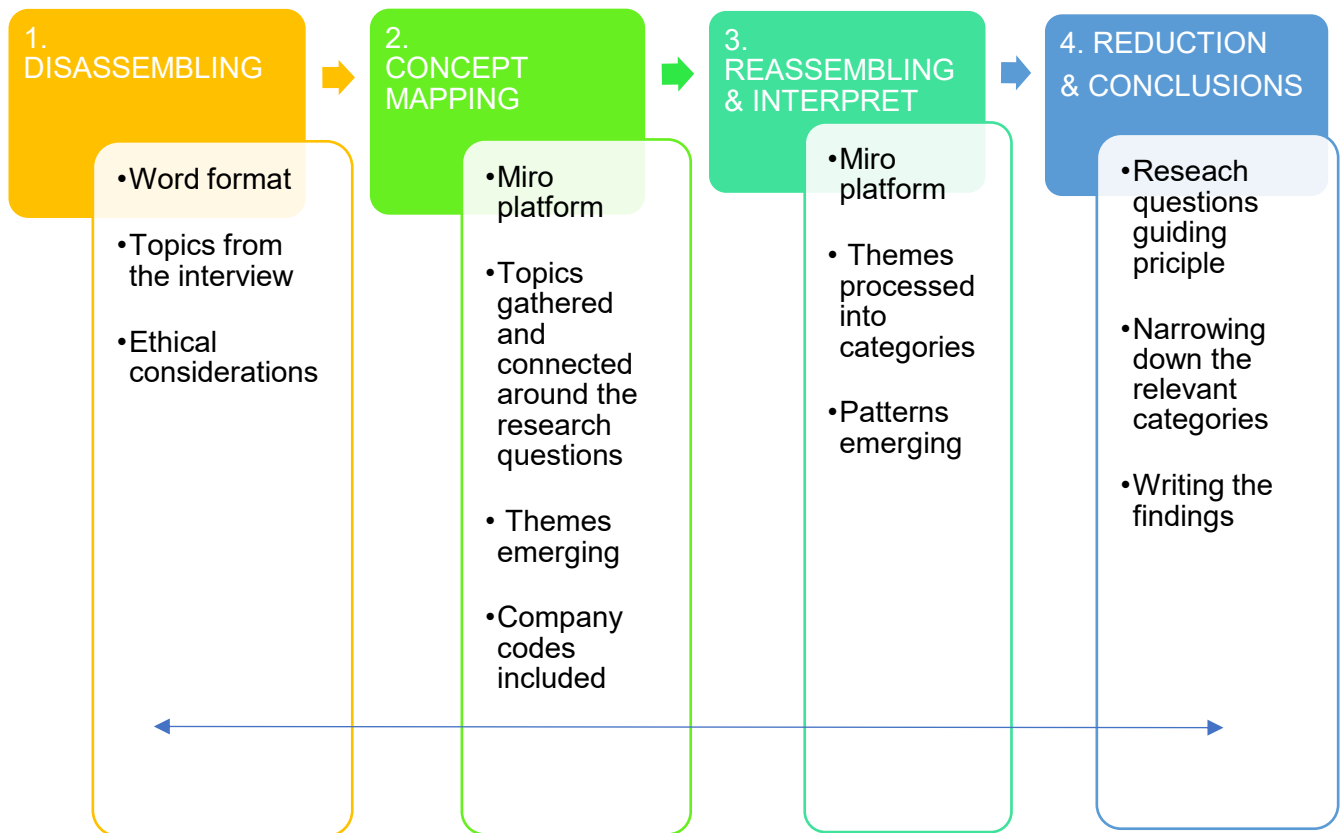 1.
DISASSEMBLING
•Word format
•Topics from
the interview
•Ethical
considerations
2.
CONCEPT
MAPPING
•Miro
platform
•Topics
gathered
and
connected
around the
research
questions
• Themes
emerging
•Company
codes
included
3.
REASSEMBLING
& INTERPRET
•Miro
platform
• Themes
processed
into
categories
•Patterns
emerging
4. REDUCTION
& CONCLUSIONS
•Reseach
questions
guiding
priciple
•Narrowing
down the
relevant
categories
•Writing the
findings